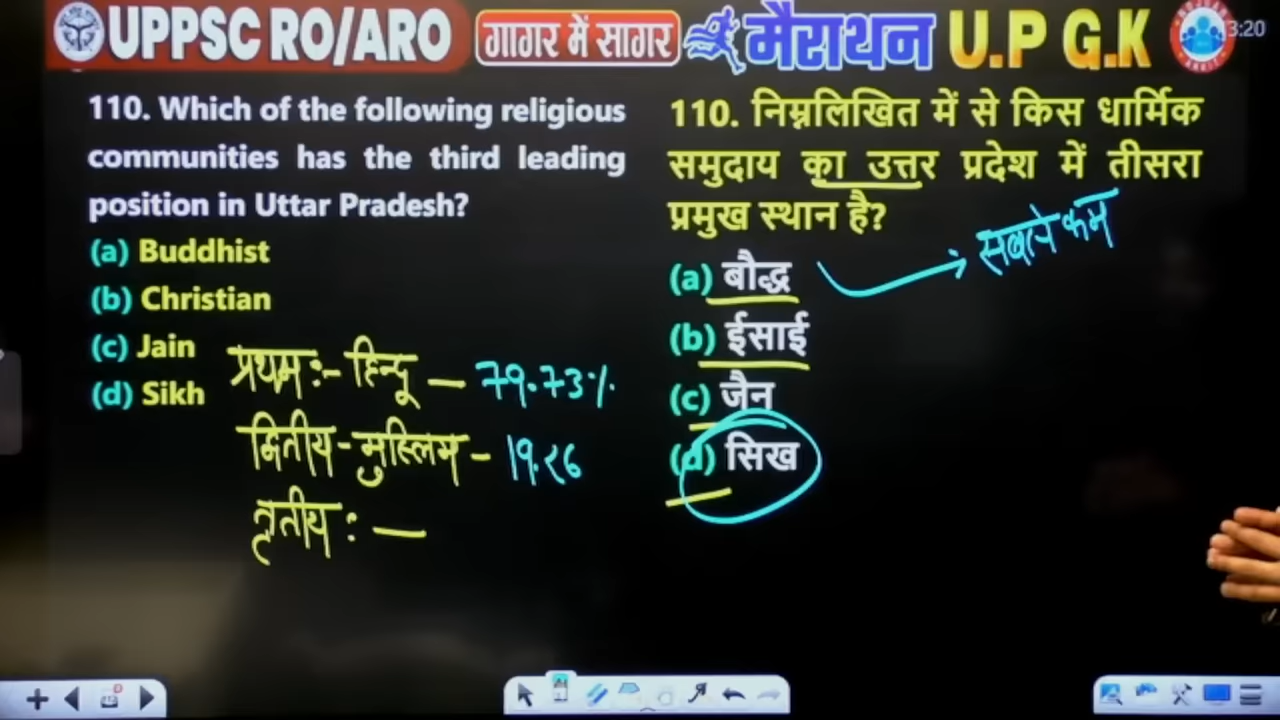 UPPSC RO/ARO गागर में सागर मैराथन U.P G.K
3:20
110. Which of the following religious
communities has the third leading
position in Uttar Pradesh?
(a) Buddhist
(b) Christian
(c) Jain
(d) Sikh
प्रथम :- हिन्दू — 79.73%
द्वितीय - मुस्लिम - 19.26
तृतीय : —
110. निम्नलिखित में से किस धार्मिक
समुदाय का उत्तर प्रदेश में तीसरा
प्रमुख स्थान है?
(a) बौद्ध
सबसे कम
(b) ईसाई
(c) जैन
(d) सिख